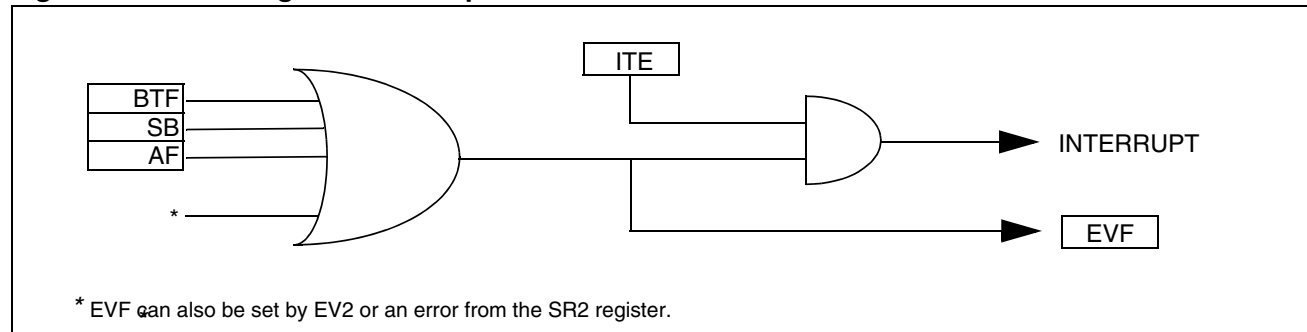 ITE
BTF
SB
AF
*
INTERRUPT
EVF
* EVF can also be set by EV2 or an error from the SR2 register.
*